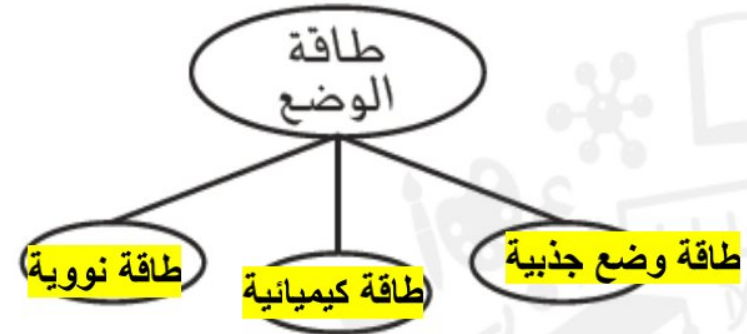 طاقة
الوضع
طاقة وضع جذبية
طاقة كيميائية
طاقة نووية